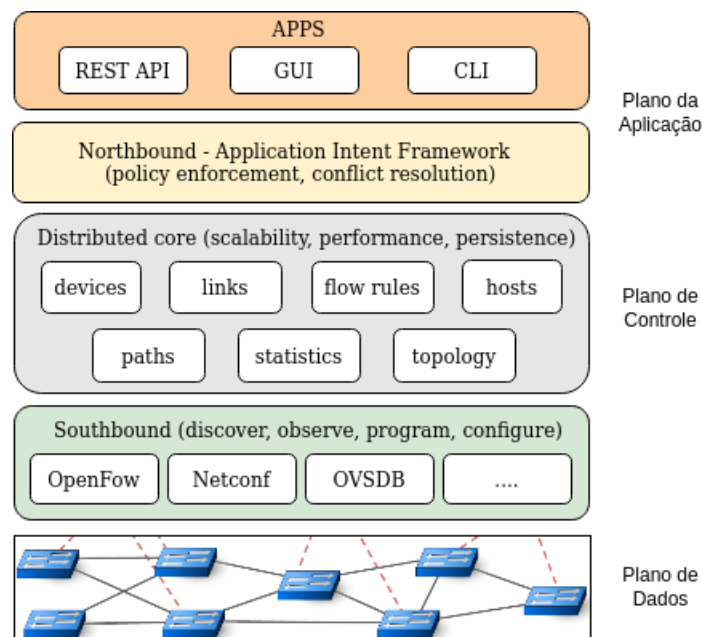 APPS
REST API
GUI
CLI
Plano da
Aplicação
Northbound - Application Intent Framework
(policy enforcement, conflict resolution)
Distributed core (scalability, performance, persistence)
devices
links
flow rules
hosts
paths
statistics
topology
Plano de
Controle
Southbound (discover, observe, program, configure)
OpenFow
Netconf
OVSDB
....
Plano de
Dados